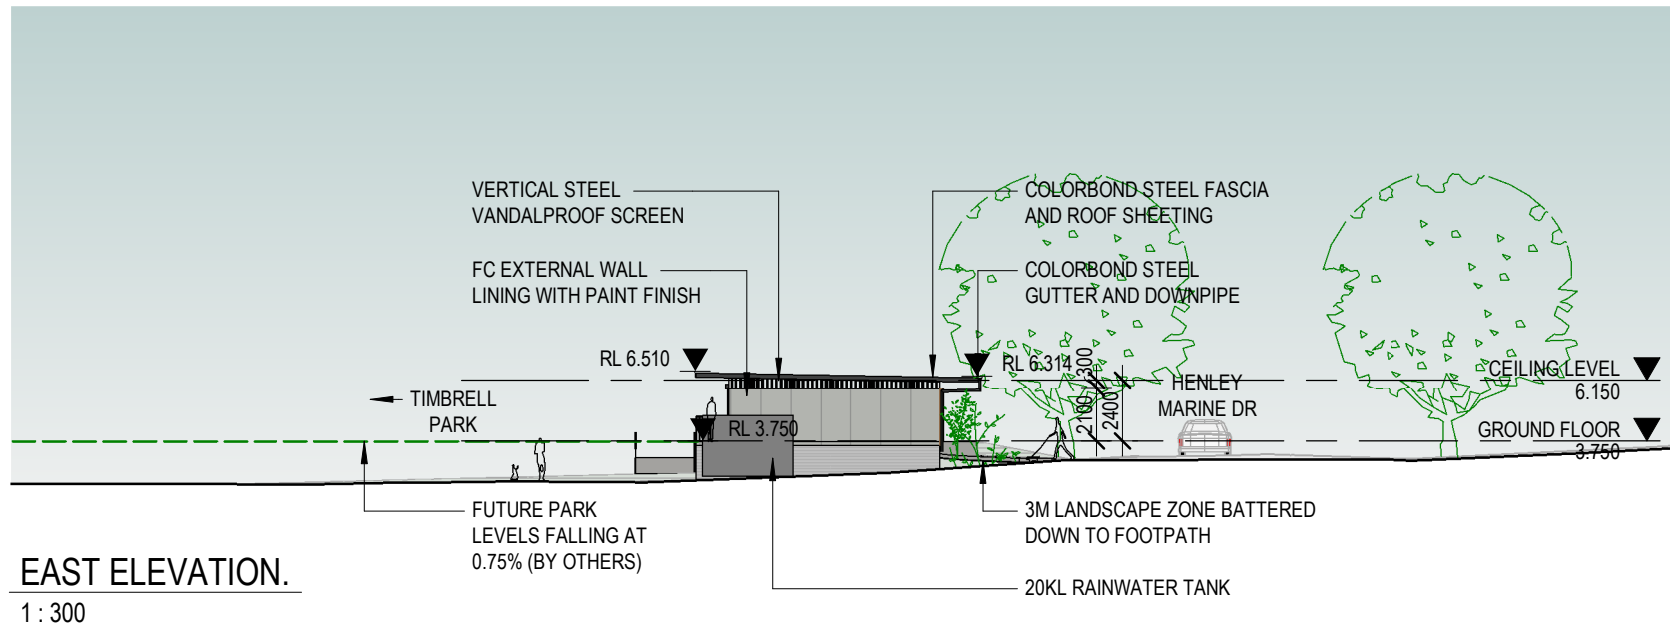 VERTICAL STEEL
VANDALPROOF SCREEN
COLORBOND STEEL FASCIA
AND ROOF SHEETING
FC EXTERNAL WALL
LINING WITH PAINT FINISH
COLORBOND STEEL
GUTTER AND DOWNPIPE
RL 6.510
RL 6.314
300
2100
2400
CEILING LEVEL
6.150
TIMBRELL
PARK
HENLEY
MARINE DR
RL 3.750
GROUND FLOOR
3.750
FUTURE PARK
LEVELS FALLING AT
0.75% (BY OTHERS)
3M LANDSCAPE ZONE BATTERED
DOWN TO FOOTPATH
20KL RAINWATER TANK
EAST ELEVATION.
1 : 300